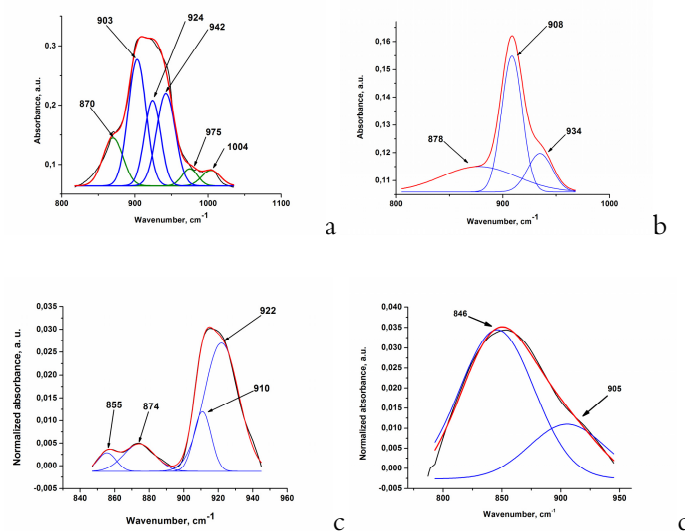 903
924
942
870
975
1004
0,3
0,2
0,1
Absorbance, a.u.
800 900 1000 1100
Wavenumber, cm-1
a
908
934
878
0,16
0,15
0,14
0,13
0,12
0,11
Absorbance, a.u.
800 900 1000
Wavenumber, cm-1
b
922
910
855
874
0,035
0,030
0,025
0,020
0,015
0,010
0,005
0,000
-0,005
Normalized absorbance, a.u.
840 860 880 900 920 940 960
Wavenumber, cm-1
c
846
905
0,040
0,035
0,030
0,025
0,020
0,015
0,010
0,005
0,000
-0,005
Normalized absorbance, a.u.
800 850 900 950
Wavenumber, cm-1